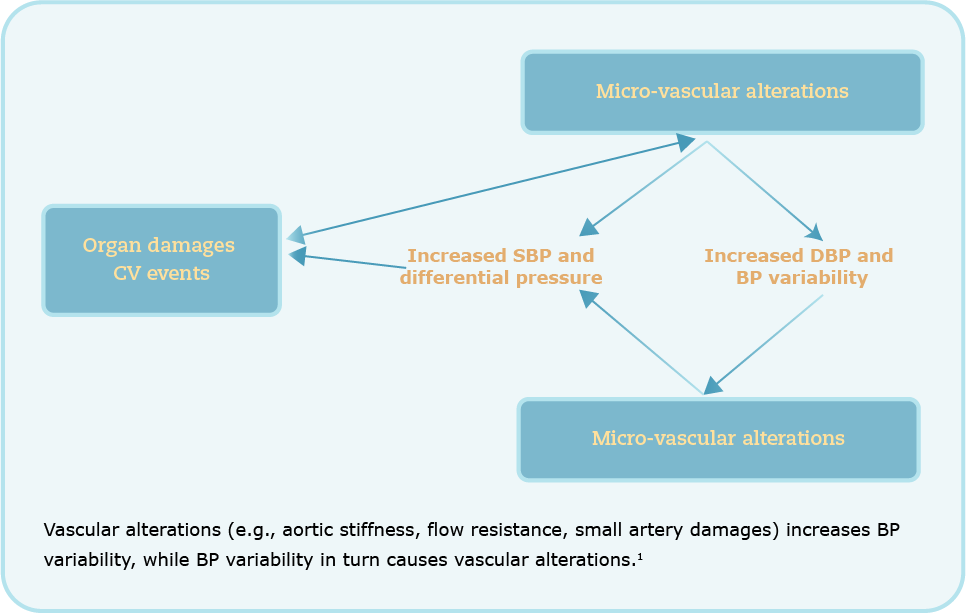 Micro-vascular alterations
Organ damages
CV events
Increased SBP and
differential pressure
Increased DBP and
BP variability
Micro-vascular alterations
Vascular alterations (e.g., aortic stiffness, flow resistance, small artery damages) increases BP
variability, while BP variability in turn causes vascular alterations.¹